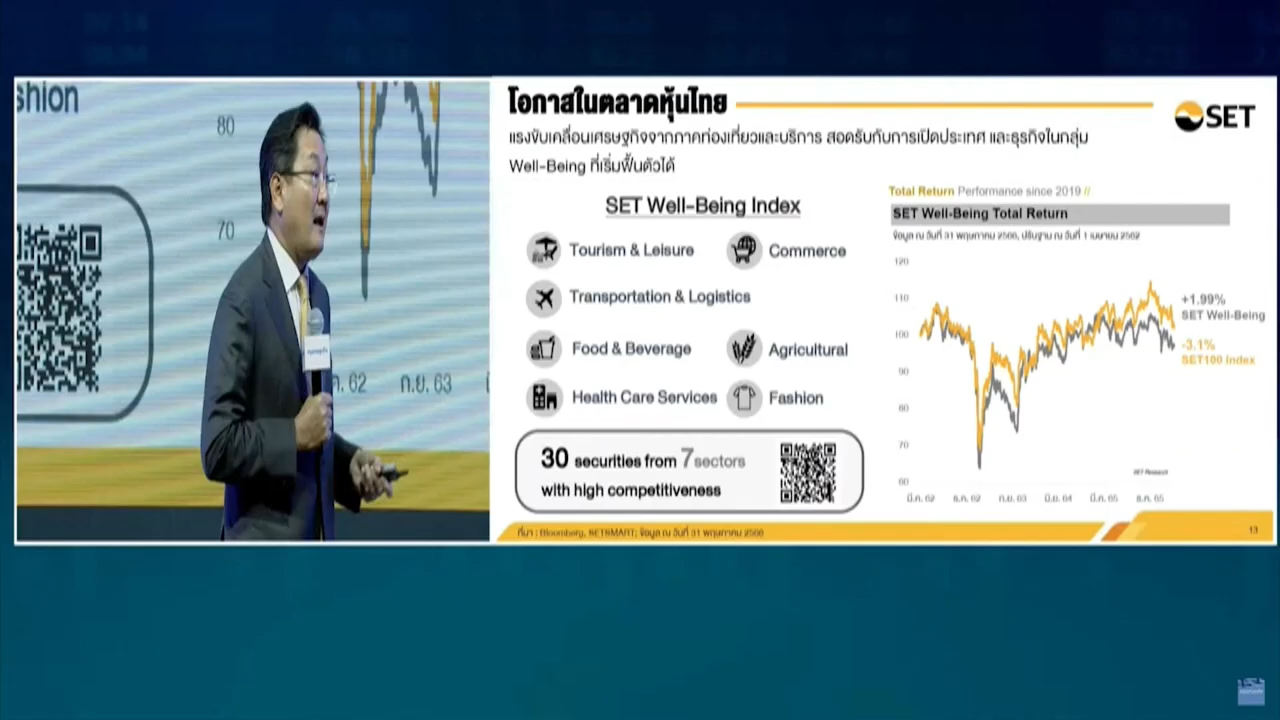 shion
80
70
ค. 62
ก.ย. 63
โอกาสในตลาดหุ้นไทย
SET
แรงขับเคลื่อนเศรษฐกิจจากภาคท่องเที่ยวและบริการ สอดรับกับการเปิดประเทศ และธุรกิจในกลุ่ม
Well-Being ที่เริ่มฟื้นตัวได้
SET Well-Being Index
Tourism & Leisure
Commerce
Transportation & Logistics
Food & Beverage
Agricultural
Health Care Services
Fashion
30 securities from 7 sectors
with high competitiveness
Total Return Performance since 2019 //
SET Well-Being Total Return
ข้อมูล ณ วันที่ 31 พฤษภาคม 2566, ปรับฐาน ณ วันที่ 1 เมษายน 2562
120
110
100
90
80
70
60
+1.99%
SET Well-Being
-3.1%
SET100 Index
SET Research
มี.ค. 62
ธ.ค. 62
ก.ย. 63
มิ.ย. 64
มี.ค. 65
ธ.ค. 65
ที่มา : Bloomberg, SETSMART; ข้อมูล ณ วันที่ 31 พฤษภาคม 2566
13